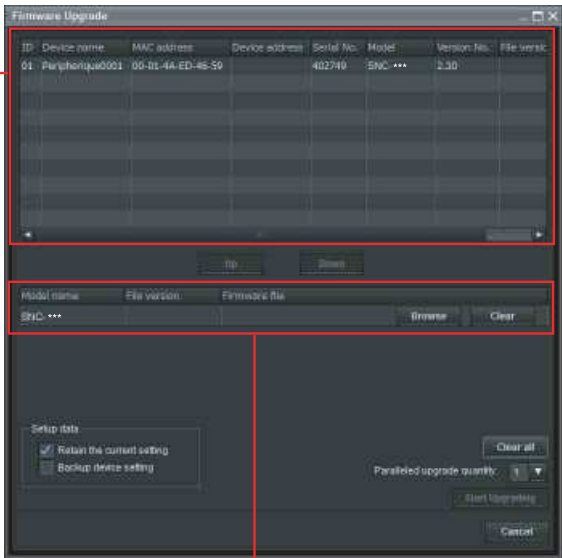 Firmware Upgrade
ID Device name MAC address Device address Serial No. Model Version No. File versic
01 Peripherique0001 00-01-4A-ED-46-59 402749 SNC-*** 2.30
Up Down
Model name File version Firmware file
SNC-*** Browse Clear
Setup data
Retain the current setting
Backup device setting
Clear all
Paralleled upgrade quantity 1
Start Upgrading
Cancel